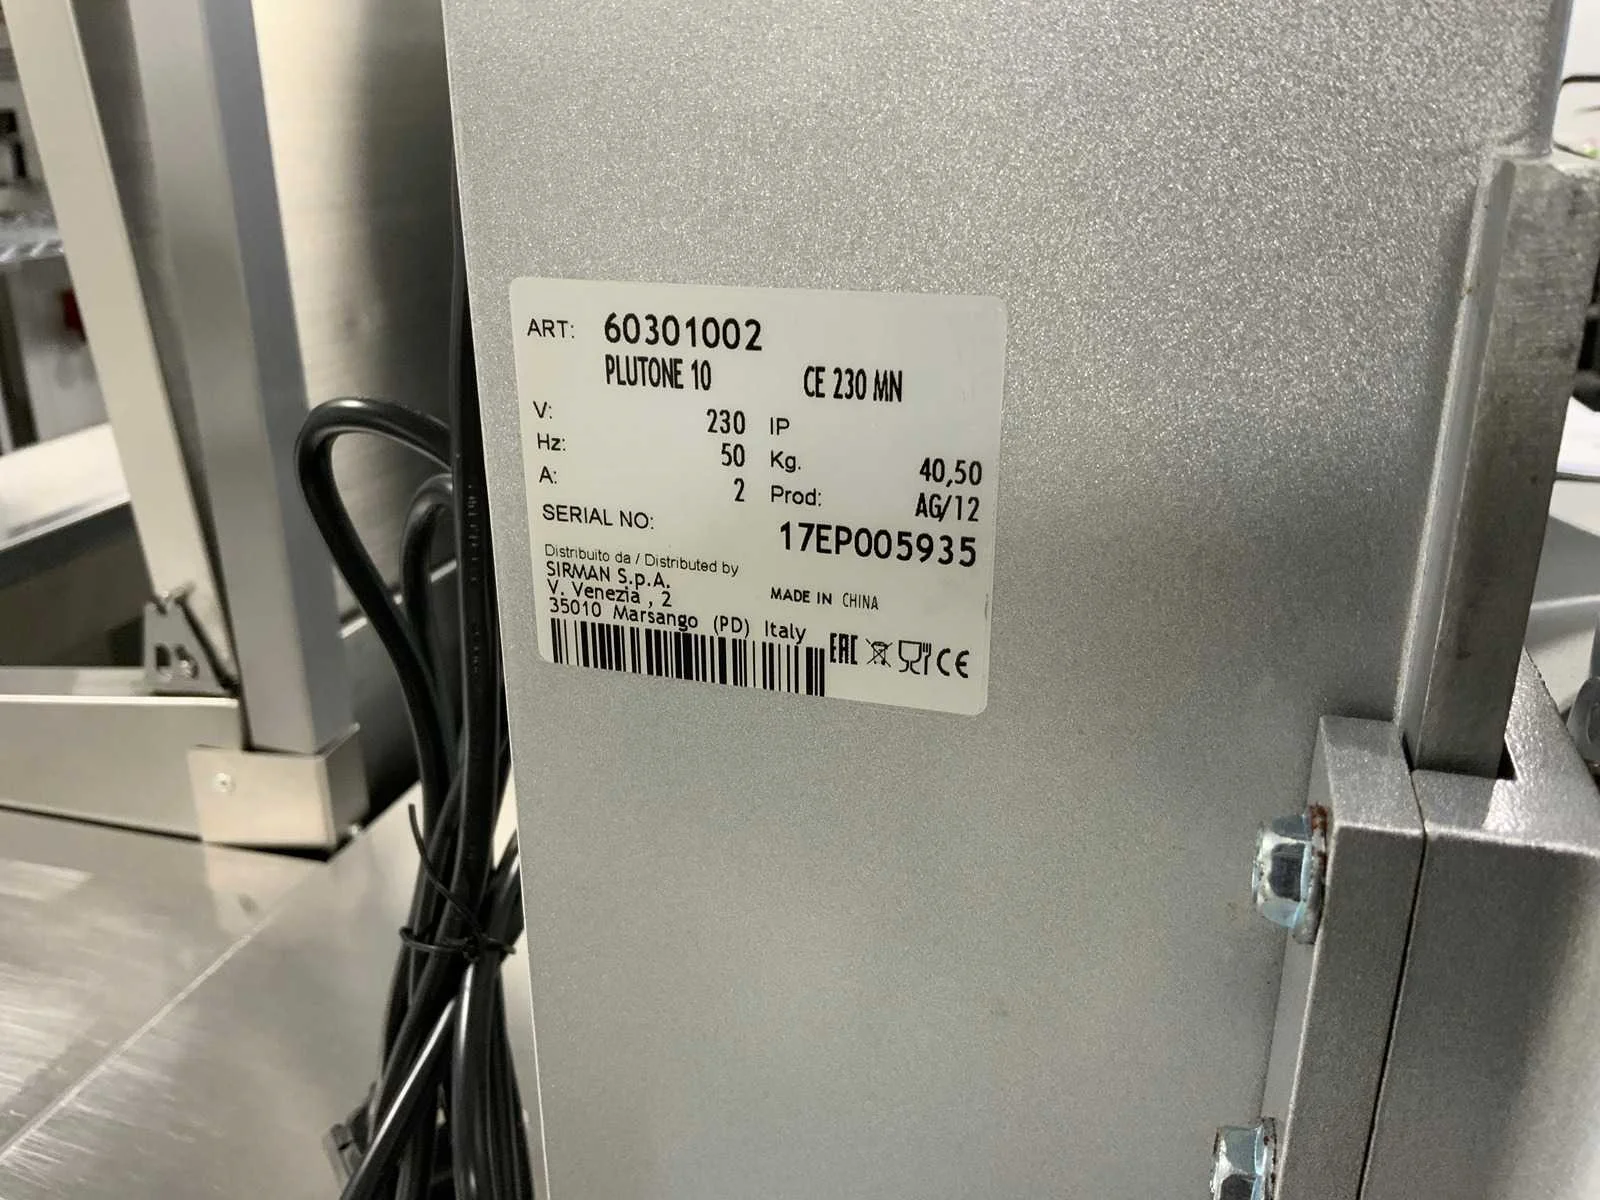 ART: 60301002
PLUTONE 10 CE 230 MN
V: 230 IP
Hz: 50 Kg. 40,50
A: 2 Prod: AG/12
SERIAL NO: 17EP005935
Distribuito da / Distributed by
SIRMAN S.p.A.
V. Venezia , 2 MADE IN CHINA
35010 Marsango (PD) Italy
EAC CE